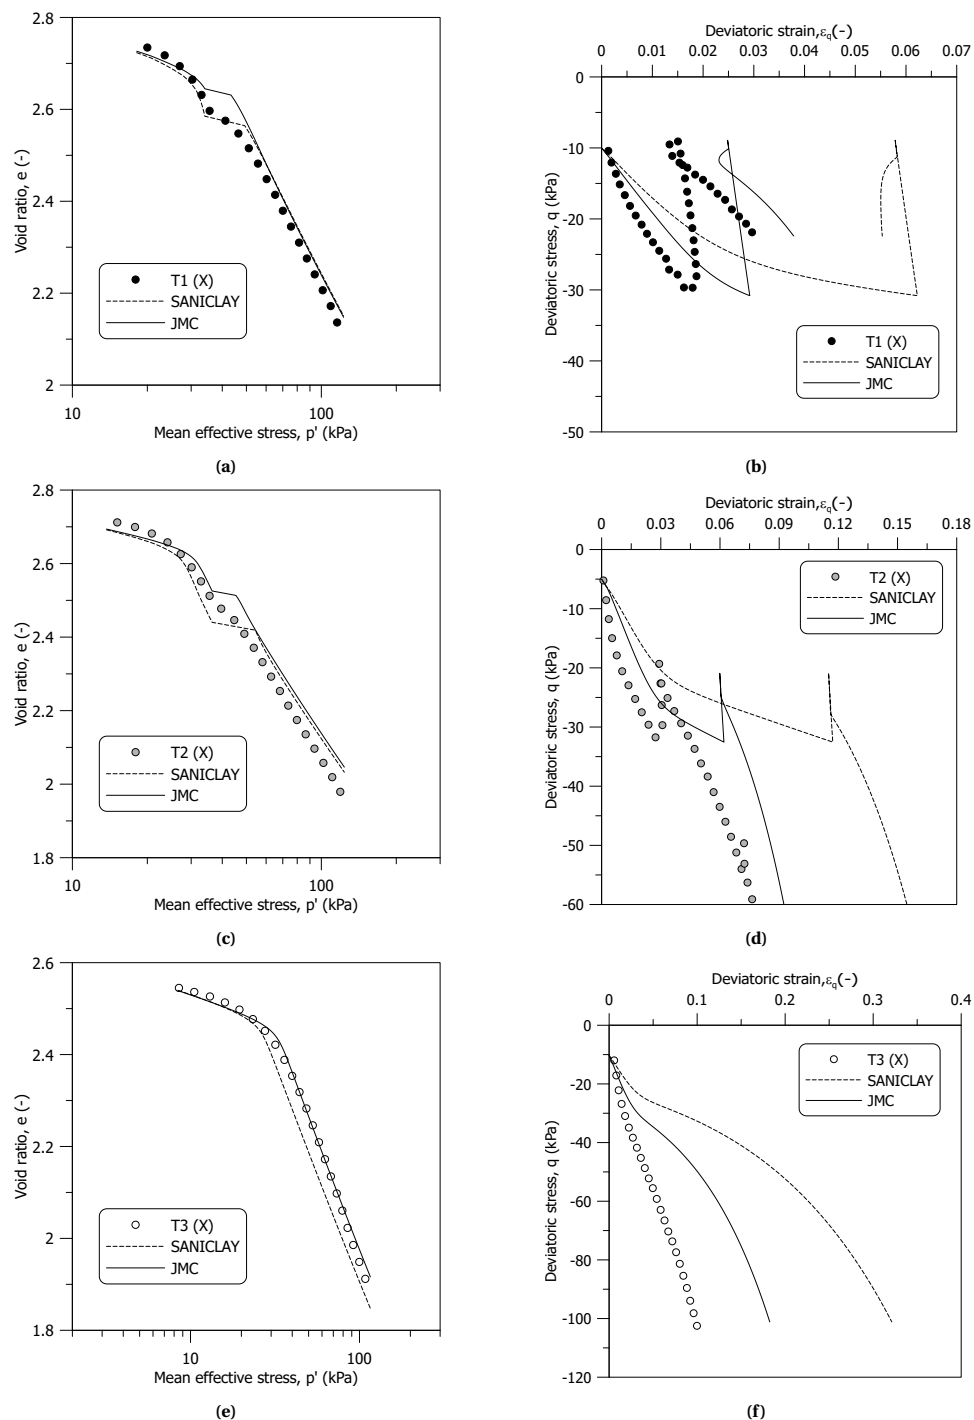 2.8
2.6
2.4
2.2
2
Void ratio, e (-)
T1 (X)
SANICLAY
JMC
10
100
Mean effective stress, p' (kPa)
(a)
Deviatoric strain,εq(-)
0 0.01 0.02 0.03 0.04 0.05 0.06 0.07
0
-10
-20
-30
-40
-50
Deviatoric stress, q (kPa)
T1 (X)
SANICLAY
JMC
(b)
2.8
2.6
2.4
2.2
2
1.8
Void ratio, e (-)
T2 (X)
SANICLAY
JMC
10
100
Mean effective stress, p' (kPa)
(c)
Deviatoric strain,εq(-)
0 0.03 0.06 0.09 0.12 0.15 0.18
0
-10
-20
-30
-40
-50
-60
Deviatoric stress, q (kPa)
T2 (X)
SANICLAY
JMC
(d)
2.6
2.4
2.2
2
1.8
Void ratio, e (-)
T3 (X)
SANICLAY
JMC
10
100
Mean effective stress, p' (kPa)
(e)
Deviatoric strain,εq(-)
0 0.1 0.2 0.3 0.4
0
-20
-40
-60
-80
-100
-120
Deviatoric stress, q (kPa)
T3 (X)
SANICLAY
JMC
(f)